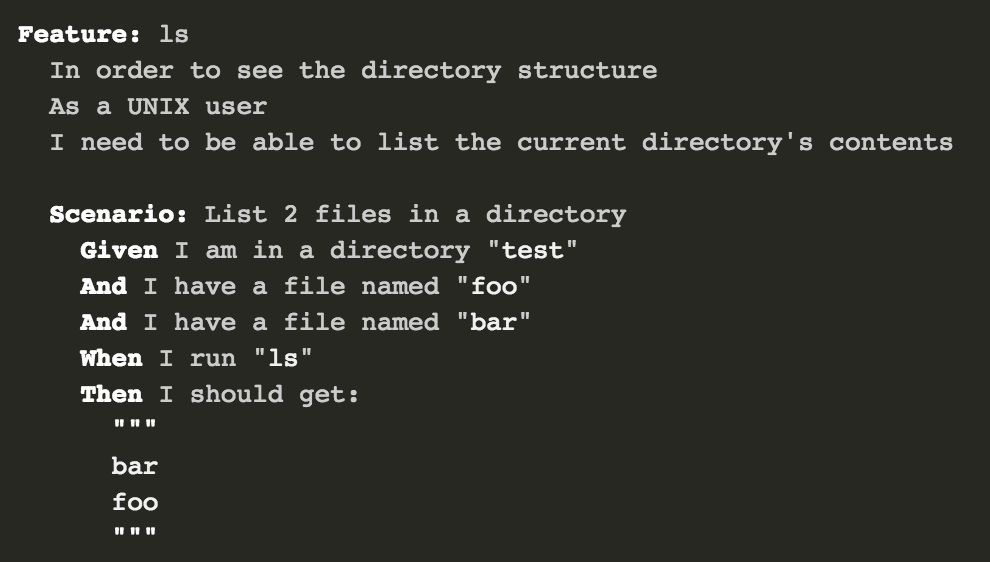 Feature: ls
In order to see the directory structure
As a UNIX user
I need to be able to list the current directory's contents
Scenario: List 2 files in a directory
Given I am in a directory "test"
And I have a file named "foo"
And I have a file named "bar"
When I run "ls"
Then I should get:
"""
bar
foo
"""